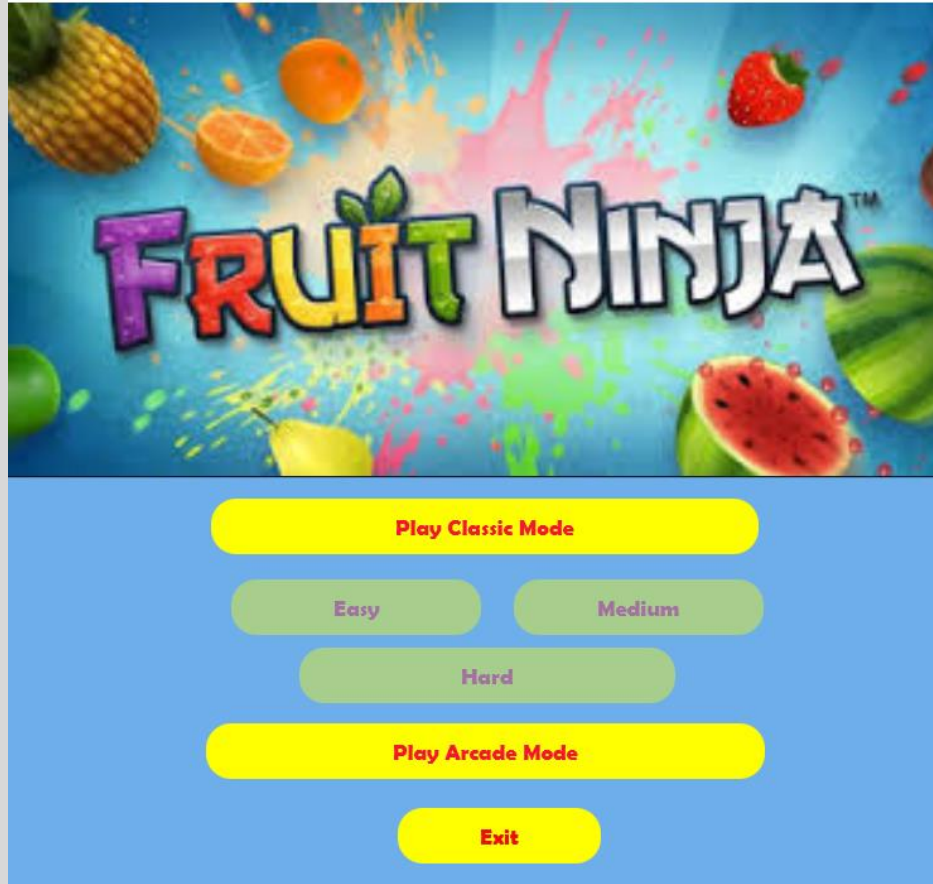 FRUIT NINJA™
Play Classic Mode
Easy
Medium
Hard
Play Arcade Mode
Exit